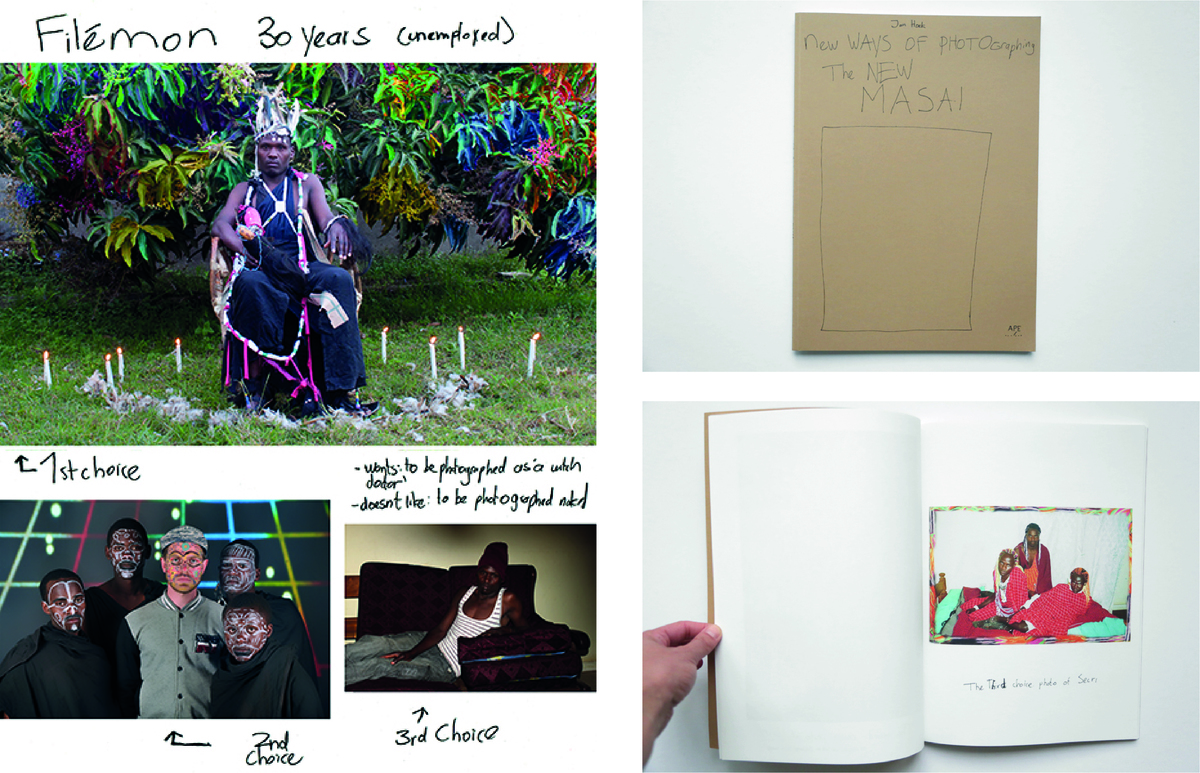 Filémon 30 years (unemployed)
1st choice
- wants: to be photographed as a witch
doctor'
- doesn't like: to be photographed naked
2nd
choice
3rd choice
Jan Hoek
New WAYS OF PHOTOgraphing
The NEW
MASAI
APE
The Third choice photo of Seuri